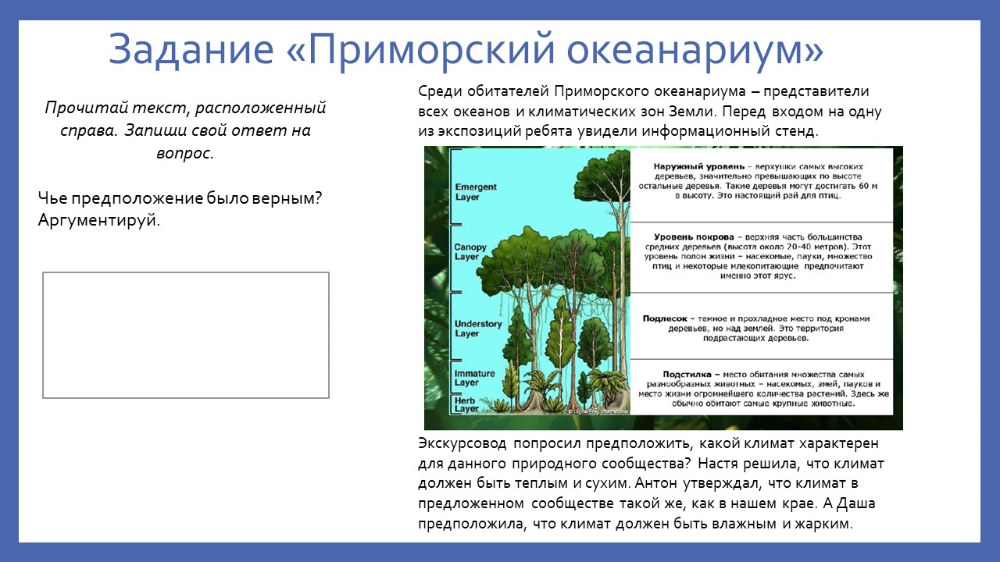 Задание «Приморский океанариум»
Прочитай текст, расположенный
справа. Запиши свой ответ на
вопрос.
Чье предположение было верным?
Аргументируй.
Среди обитателей Приморского океанариума – представители
всех океанов и климатических зон Земли. Перед входом на одну
из экспозиций ребята увидели информационный стенд.
Emergent
Layer
Наружный уровень – верхушки самых высоких
деревьев, значительно превышающих по высоте
остальные деревья. Такие деревья могут достигать 60 м
в высоту. Это настоящий рай для птиц.
Canopy
Layer
Уровень покрова – верхняя часть большинства
средних деревьев (высота около 20-40 метров). Этот
уровень полон жизни – насекомые, пауки, множество
птиц и некоторые млекопитающие предпочитают
именно этот ярус.
Understory
Layer
Подлесок – темное и прохладное место под кронами
деревьев, но над землей. Это территория
подрастающих деревьев.
Immature
Layer
Herb
Layer
Подстилка – место обитания множества самых
разнообразных животных – насекомых, змей, пауков и
место жизни огромнейшего количества растений. Здесь же
обычно обитают самые крупные животные.
© Digital Frog International
Экскурсовод попросил предположить, какой климат характерен
для данного природного сообщества? Настя решила, что климат
должен быть теплым и сухим. Антон утверждал, что климат в
предложенном сообществе такой же, как в нашем крае. А Даша
предположила, что климат должен быть влажным и жарким.